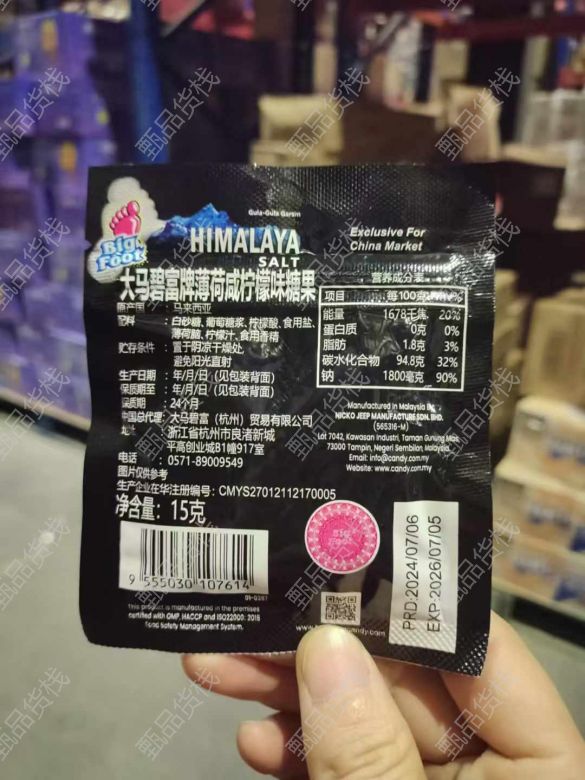 Gula-Gula Garam
Big Foot
HIMALAYA
SALT
Exclusive For
China Market
大马碧富牌薄荷咸柠檬味糖果
原产国 : 马来西亚
配料 : 白砂糖、葡萄糖浆、柠檬酸、食用盐、
薄荷脑、柠檬汁、食用香精
贮存条件 : 置于阴凉干燥处,
避免阳光直射
生产日期 : 年/月/日（见包装背面）
保质期至 : 年/月/日（见包装背面）
保质期 : 24个月
中国总代理: 大马碧富（杭州）贸易有限公司
地址 : 浙江省杭州市良渚新城
平高创业城B1幢917室
电话 : 0571-89009549
图片仅供参考
生产企业在华注册编号: CMYS27012112170005
净含量: 15克
营养成分表
项目 每100克
能量 1678千焦 20%
蛋白质 0克 0%
脂肪 1.8克 3%
碳水化合物 94.8克 32%
钠 1800毫克 90%
Manufactured in Malaysia By:
NICKO JEEP MANUFACTURE SDN. BHD.
(565316-M)
Lot 7042, Kawasan Industri, Taman Gunung Mas,
73000 Tampin, Negeri Sembilan, Malaysia.
Email: info@candy.com.my
Website: www.candy.com.my
9 555030 107614
This product is manufactured in the premises
certified with GMP, HACCP and ISO22000: 2018
Food Safety Management System.
Big Foot
PRD:2024/07/06
EXP:2026/07/05
甄品货栈